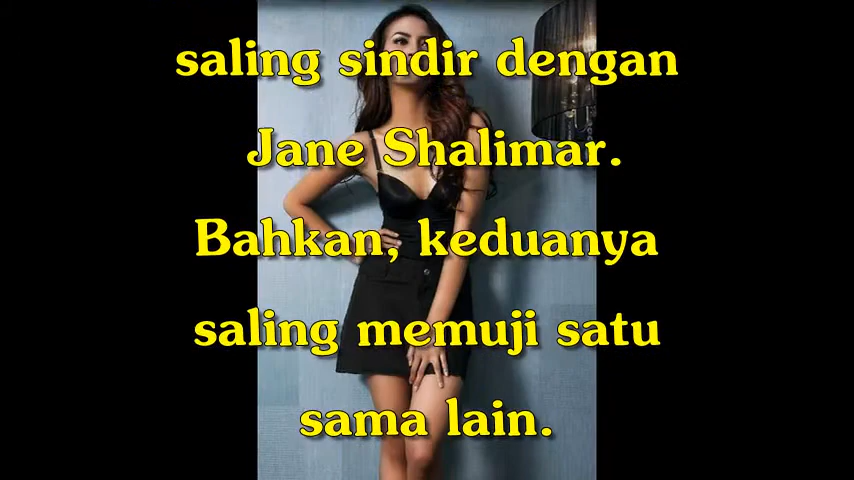 saling sindir dengan
Jane Shalimar.
Bahkan, keduanya
saling memuji satu
sama lain.